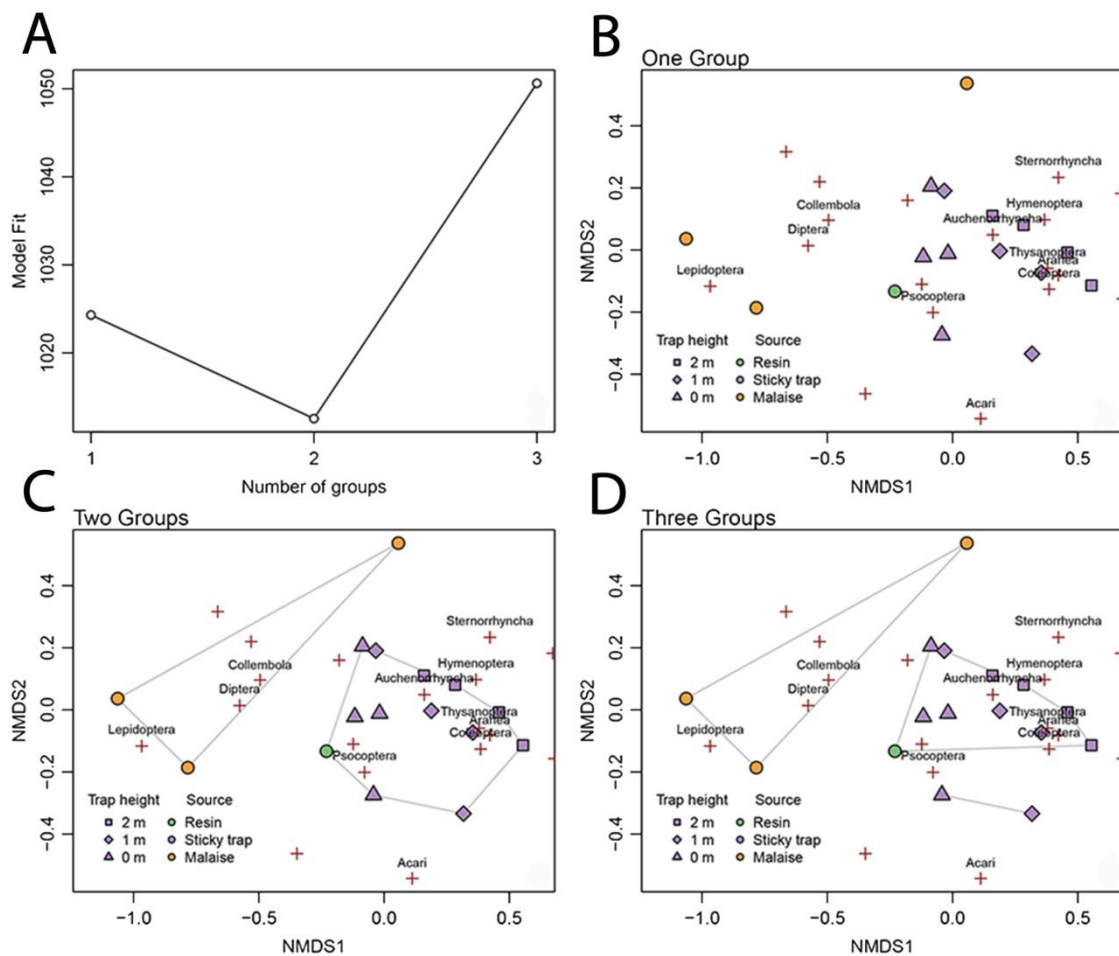 A
1050
1040
1030
1020
Model Fit
1
2
3
Number of groups
B
One Group
0.4
0.2
0.0
−0.2
−0.4
NMDS2
Sternorrhyncha
Collembola
Hymenoptera
Auchenorrhyncha
Diptera
Thysanoptera
Aranea
Coleoptera
Lepidoptera
Psocoptera
Trap height Source
2 m Resin
1 m Sticky trap
0 m Malaise
Acari
−1.0 −0.5 0.0 0.5
NMDS1
C
Two Groups
0.4
0.2
0.0
−0.2
−0.4
NMDS2
Sternorrhyncha
Collembola
Hymenoptera
Auchenorrhyncha
Diptera
Thysanoptera
Aranea
Coleoptera
Lepidoptera
Psocoptera
Trap height Source
2 m Resin
1 m Sticky trap
0 m Malaise
Acari
−1.0 −0.5 0.0 0.5
NMDS1
D
Three Groups
0.4
0.2
0.0
−0.2
−0.4
NMDS2
Sternorrhyncha
Collembola
Hymenoptera
Auchenorrhyncha
Diptera
Thysanoptera
Aranea
Coleoptera
Lepidoptera
Psocoptera
Trap height Source
2 m Resin
1 m Sticky trap
0 m Malaise
Acari
−1.0 −0.5 0.0 0.5
NMDS1